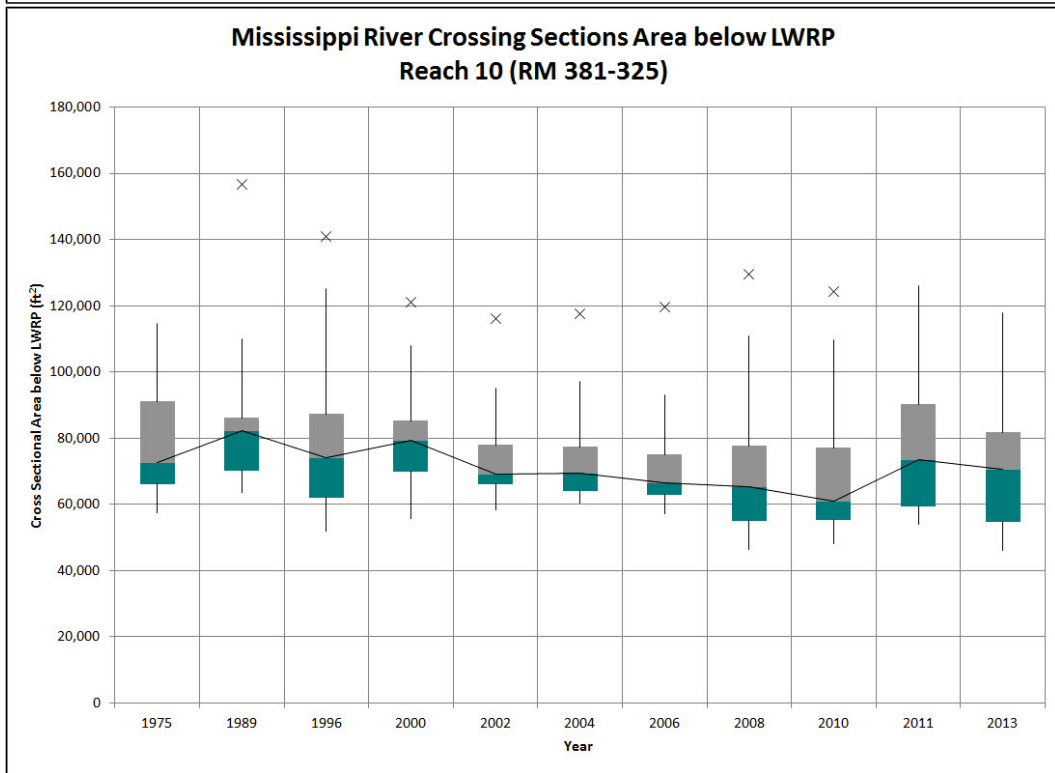 Mississippi River Crossing Sections Area below LWRP
Reach 10 (RM 381-325)
180,000
160,000
140,000
120,000
100,000
80,000
60,000
40,000
20,000
0
Cross Sectional Area below LWRP (ft²)
1975 1989 1996 2000 2002 2004 2006 2008 2010 2011 2013
Year